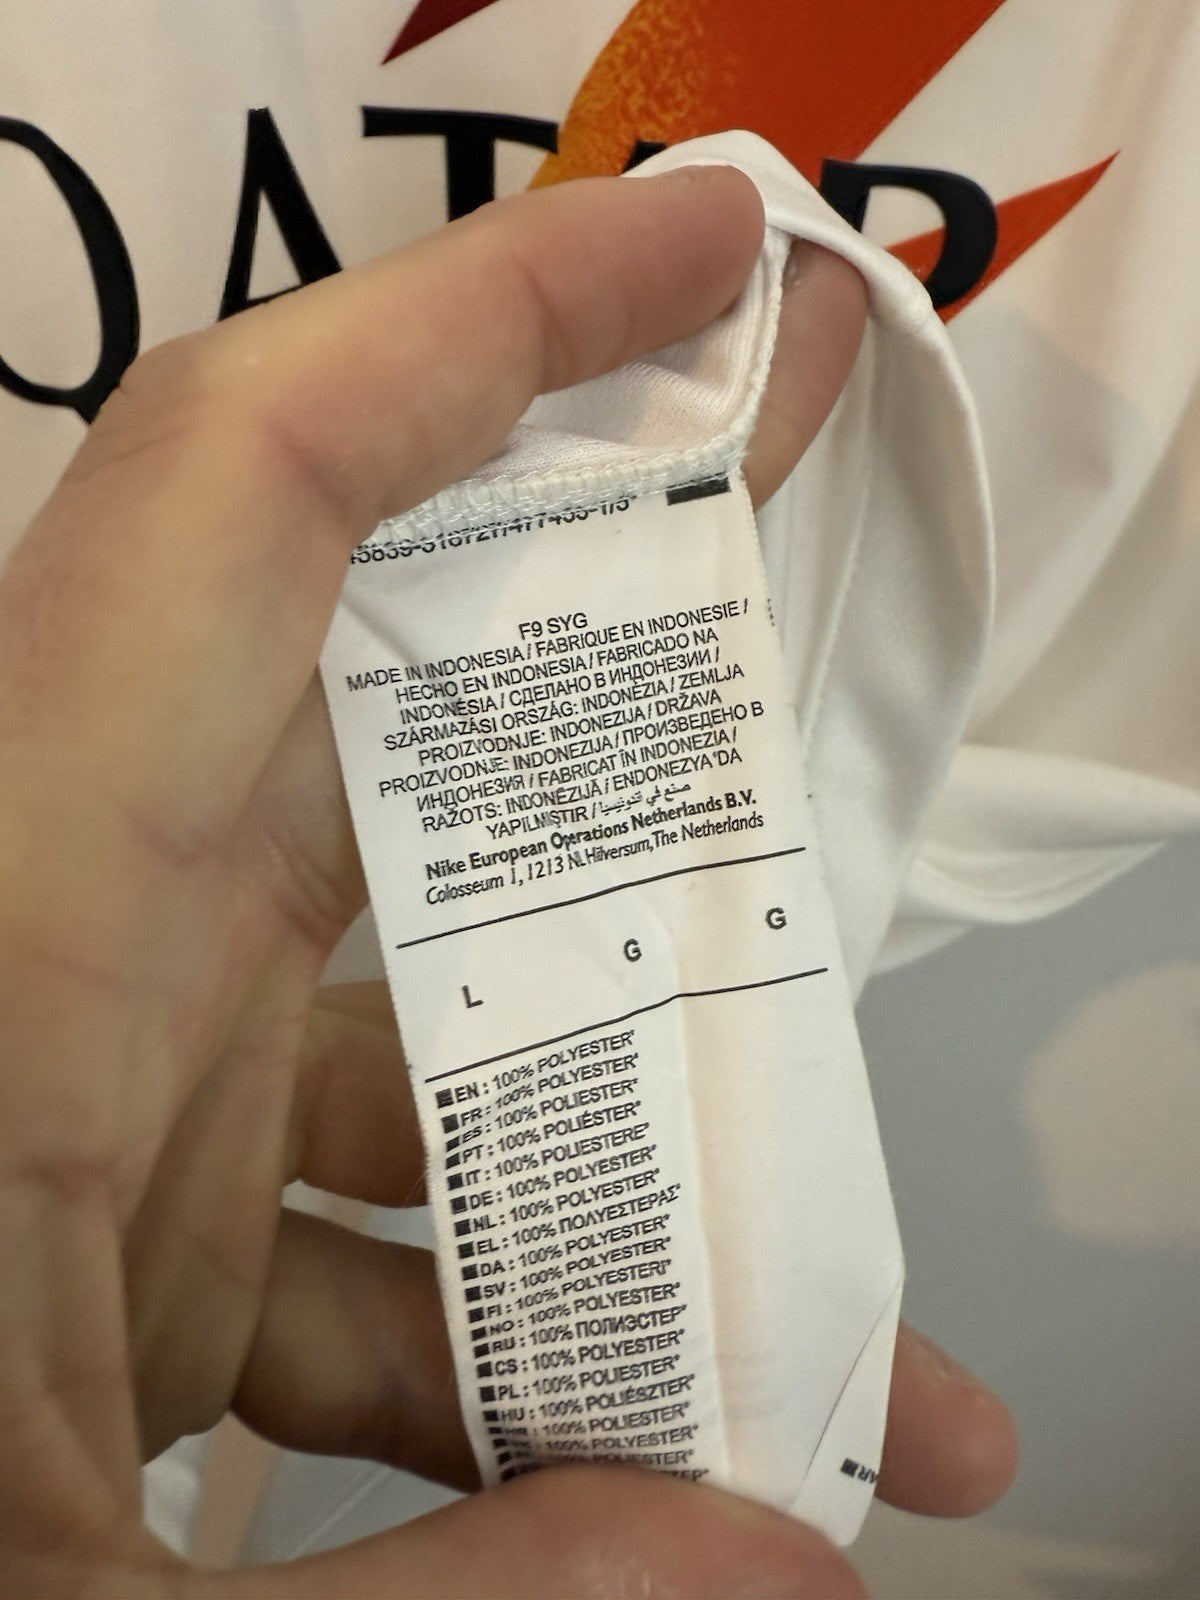 QATAR
F9 SYG
MADE IN INDONESIA / FABRIQUE EN INDONESIE /
HECHO EN INDONESIA / FABRICADO NA
INDONÉSIA / СДЕЛАНО В ИНДОНЕЗИИ /
SZÁRMAZÁSI ORSZÁG: INDONÉZIA / ZEMLJA
PROIZVODNJE: INDONEZIJA / DRŽAVA
PROIZVODNJE: INDONEZIJA / ПРОИЗВЕДЕНО В
ИНДОНЕЗИЯ / FABRICAT ÎN INDONEZIA /
RAŽOTS: INDONĒZIJĀ / ENDONEZYA'DA
YAPILMIŞTIR / صنع في اندونيسيا
Nike European Operations Netherlands B.V.
Colosseum 1, 1213 NL Hilversum, The Netherlands
L G G
EN : 100% POLYESTER*
FR : 100% POLYESTER*
ES : 100% POLIESTER*
PT : 100% POLIÉSTER*
IT : 100% POLIESTERE*
DE : 100% POLYESTER*
NL : 100% POLYESTER*
EL : 100% ΠΟΛΥΕΣΤΕΡΑΣ*
DA : 100% POLYESTER*
SV : 100% POLYESTER*
FI : 100% POLYESTERI*
NO : 100% POLYESTER*
RU : 100% ПОЛИЭСТЕР*
CS : 100% POLYESTER*
PL : 100% POLIESTER*
HU : 100% POLIÉSZTER*
100% POLIESTER*
100% POLYESTER*
POLIESTER*